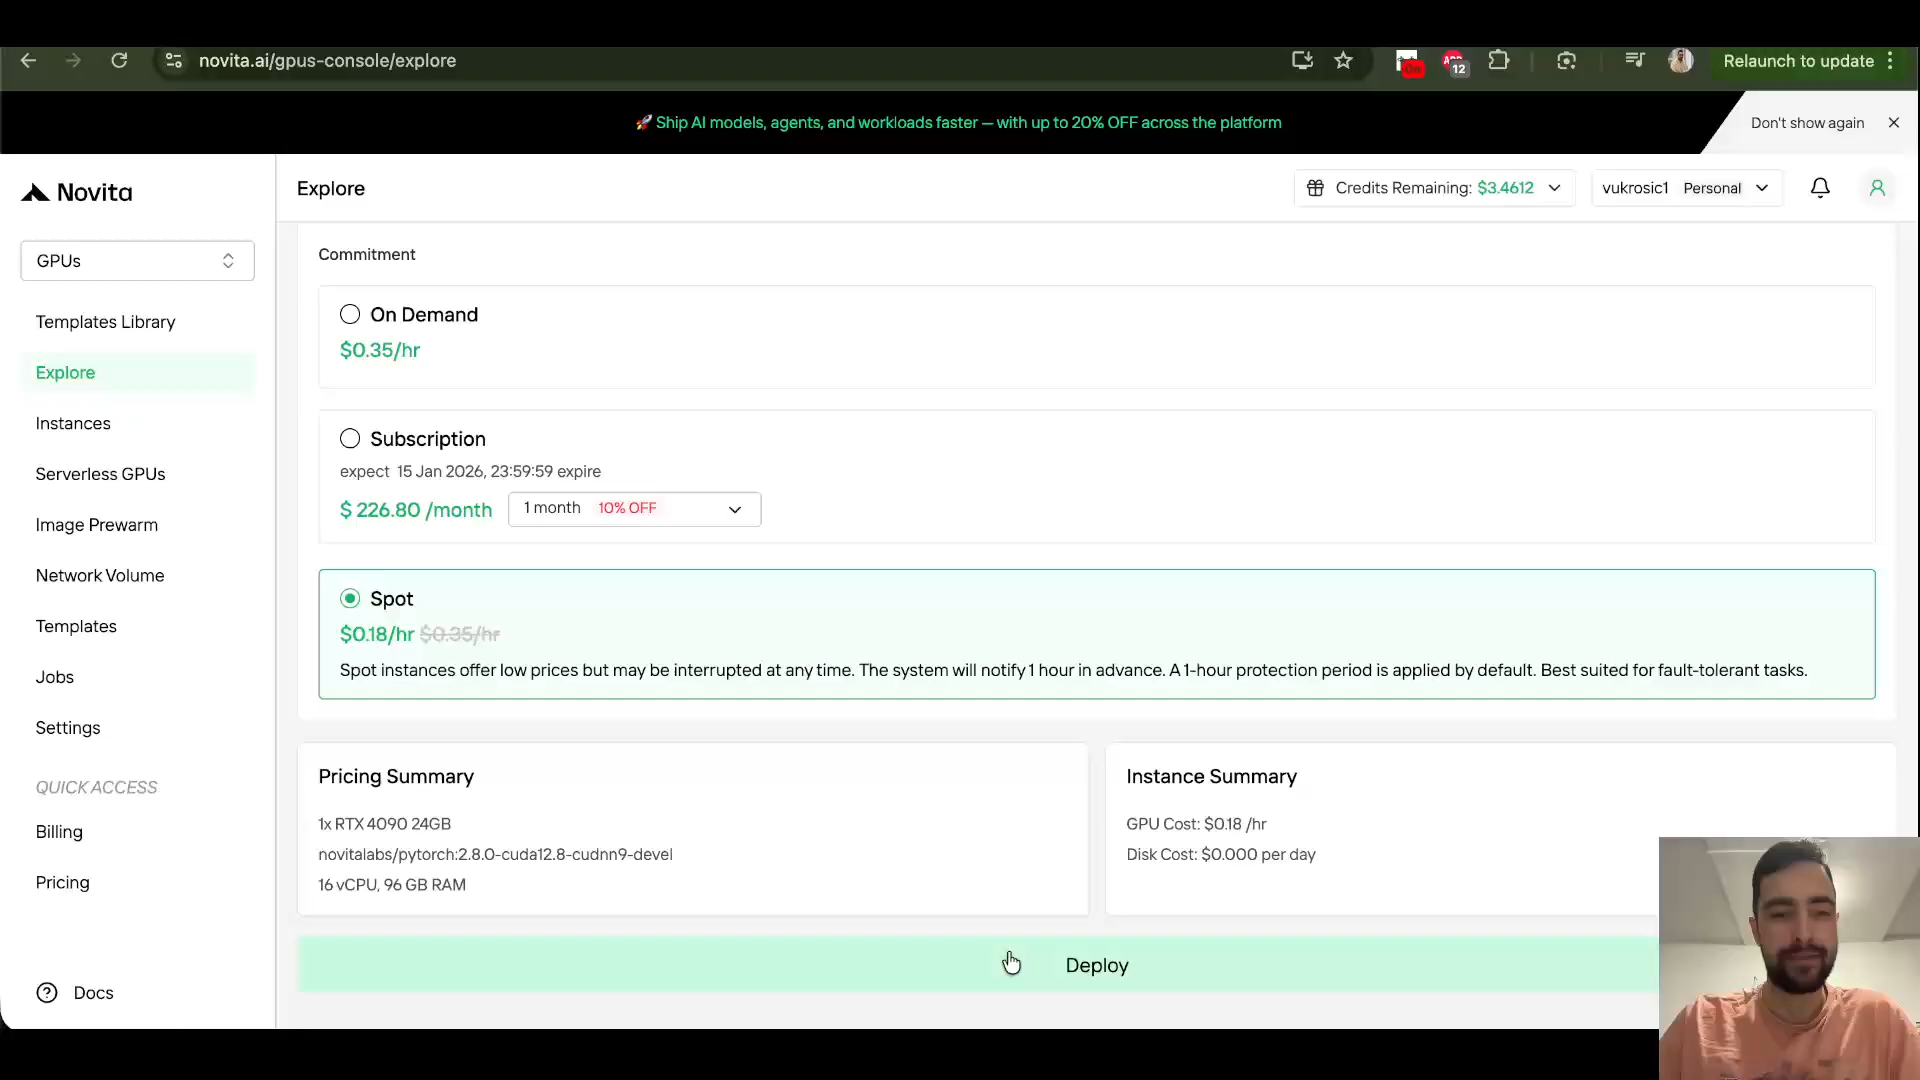 novita.ai/gpus-console/explore
On
12
Relaunch to update
🚀 Ship AI models, agents, and workloads faster — with up to 20% OFF across the platform
Don't show again
Novita
Explore
Credits Remaining: $3.4612
vukrosic1 Personal
GPUs
Templates Library
Explore
Instances
Serverless GPUs
Image Prewarm
Network Volume
Templates
Jobs
Settings
QUICK ACCESS
Billing
Pricing
Docs
Commitment
On Demand
$0.35/hr
Subscription
expect 15 Jan 2026, 23:59:59 expire
$ 226.80 /month
1 month 10% OFF
Spot
$0.18/hr $0.35/hr
Spot instances offer low prices but may be interrupted at any time. The system will notify 1 hour in advance. A 1-hour protection period is applied by default. Best suited for fault-tolerant tasks.
Pricing Summary
1x RTX 4090 24GB
novitalabs/pytorch:2.8.0-cuda12.8-cudnn9-devel
16 vCPU, 96 GB RAM
Instance Summary
GPU Cost: $0.18 /hr
Disk Cost: $0.000 per day
Deploy